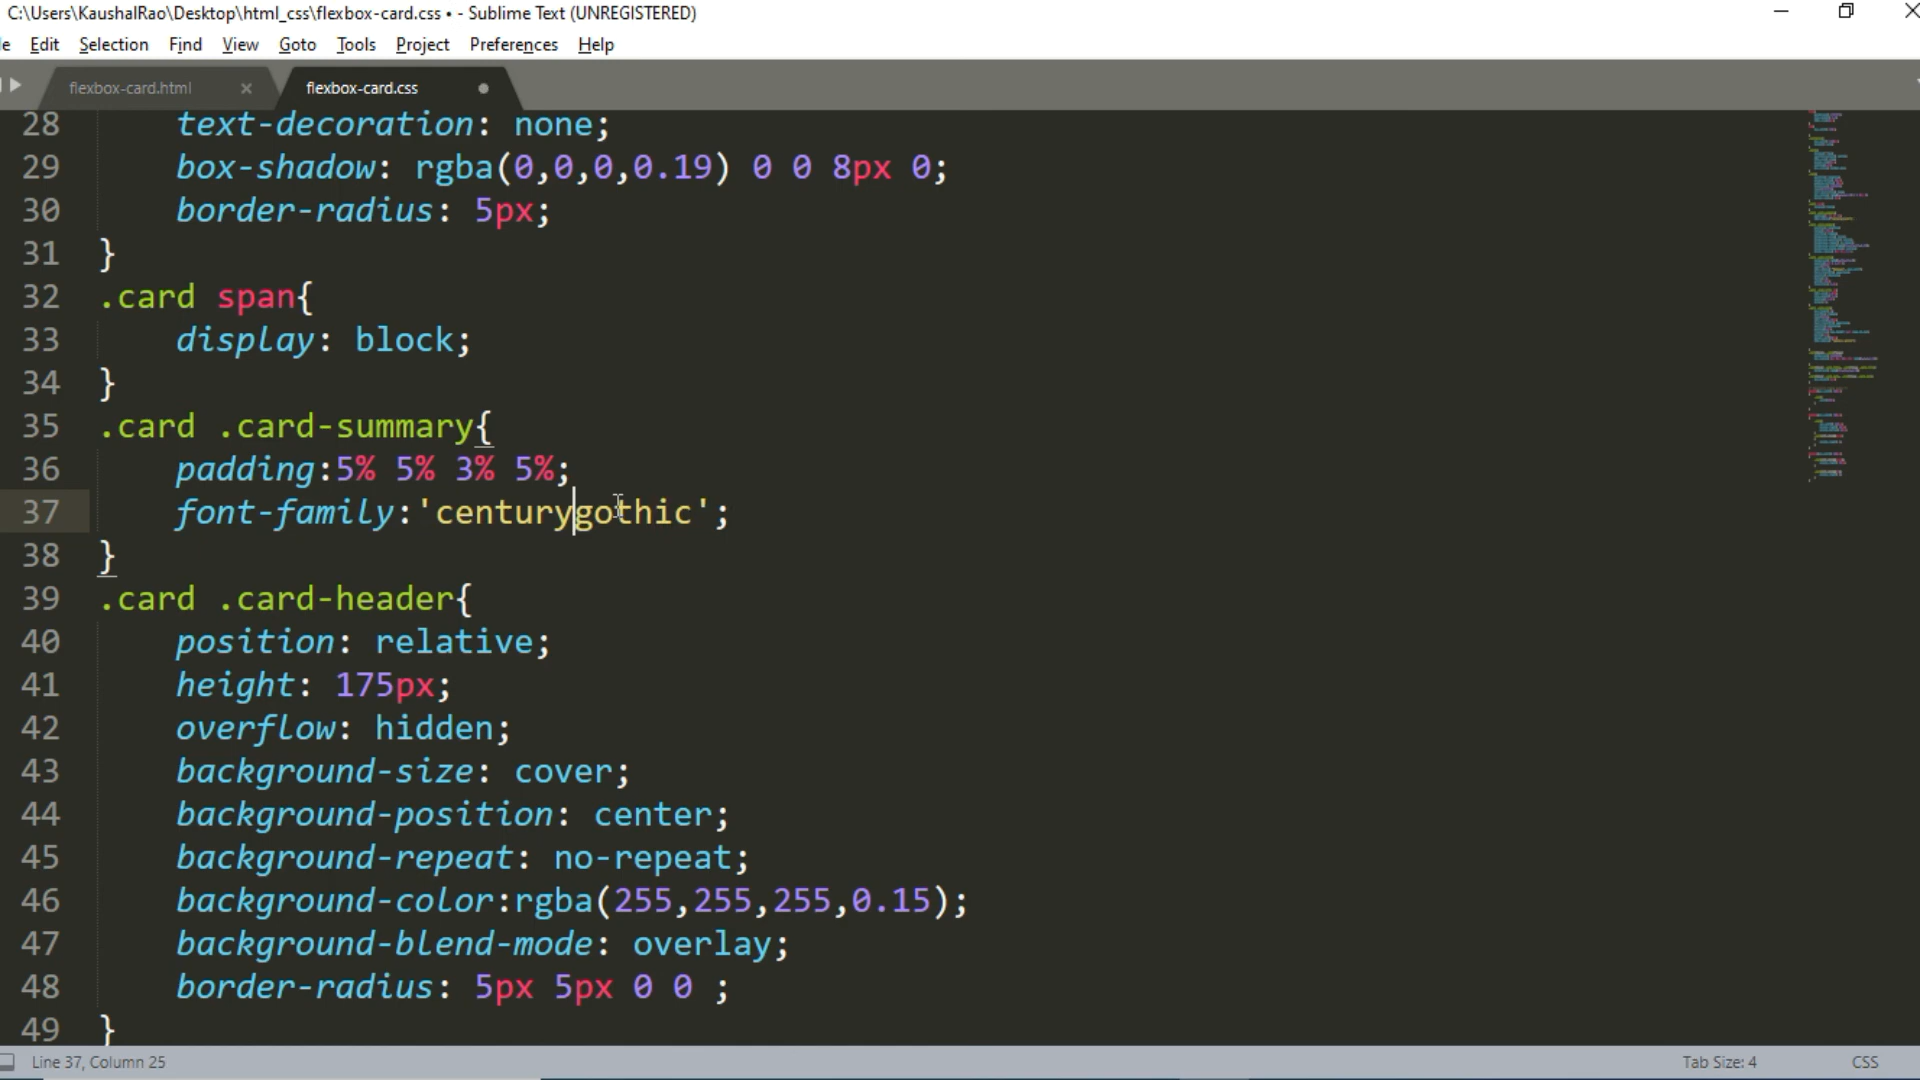 C:\Users\KaushalRao\Desktop\html_css\flexbox-card.css • - Sublime Text (UNREGISTERED)
e Edit Selection Find View Goto Tools Project Preferences Help
flexbox-card.html × flexbox-card.css
28 text-decoration: none;
29 box-shadow: rgba(0,0,0,0.19) 0 0 8px 0;
30 border-radius: 5px;
31 }
32 .card span{
33 display: block;
34 }
35 .card .card-summary{
36 padding:5% 5% 3% 5%;
37 font-family:'centurygothic';
38 }
39 .card .card-header{
40 position: relative;
41 height: 175px;
42 overflow: hidden;
43 background-size: cover;
44 background-position: center;
45 background-repeat: no-repeat;
46 background-color:rgba(255,255,255,0.15);
47 background-blend-mode: overlay;
48 border-radius: 5px 5px 0 0 ;
49 }
Line 37, Column 25 Tab Size: 4 CSS